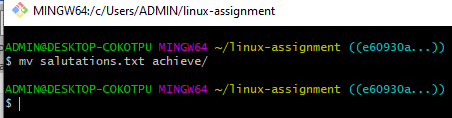 MINGW64:/c/Users/ADMIN/linux-assignment
ADMIN@DESKTOP-COKOTPU MINGW64 ~/linux-assignment ((e60930a...))
$ mv salutations.txt achieve/
ADMIN@DESKTOP-COKOTPU MINGW64 ~/linux-assignment ((e60930a...))
$